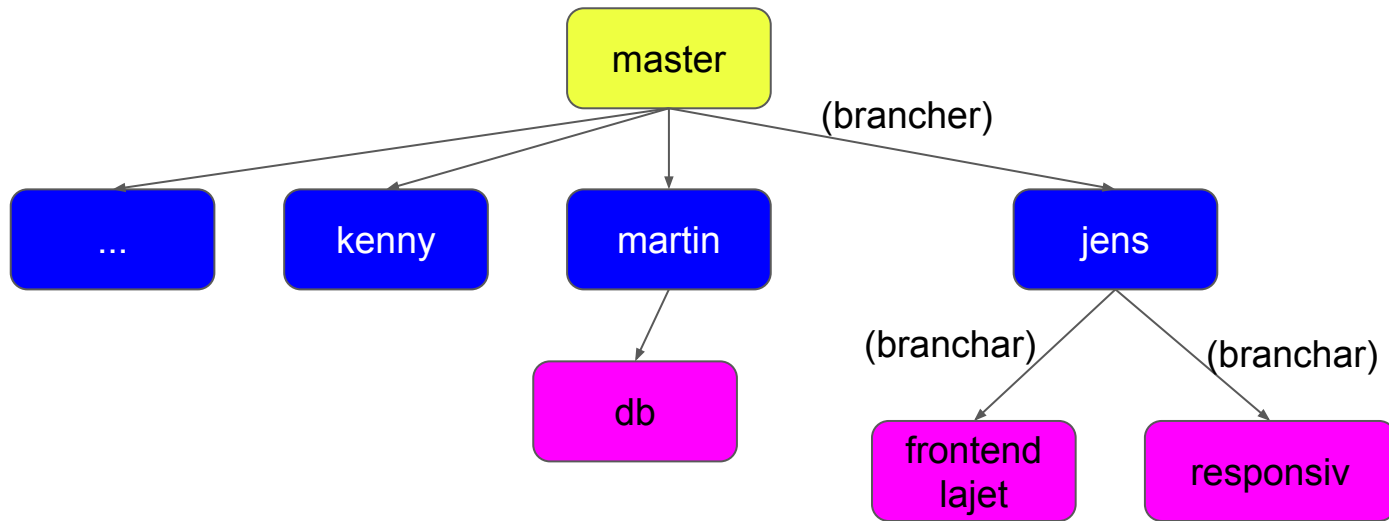 master
(brancher)
...
kenny
martin
jens
(branchar)
(branchar)
db
frontend
lajet
responsiv